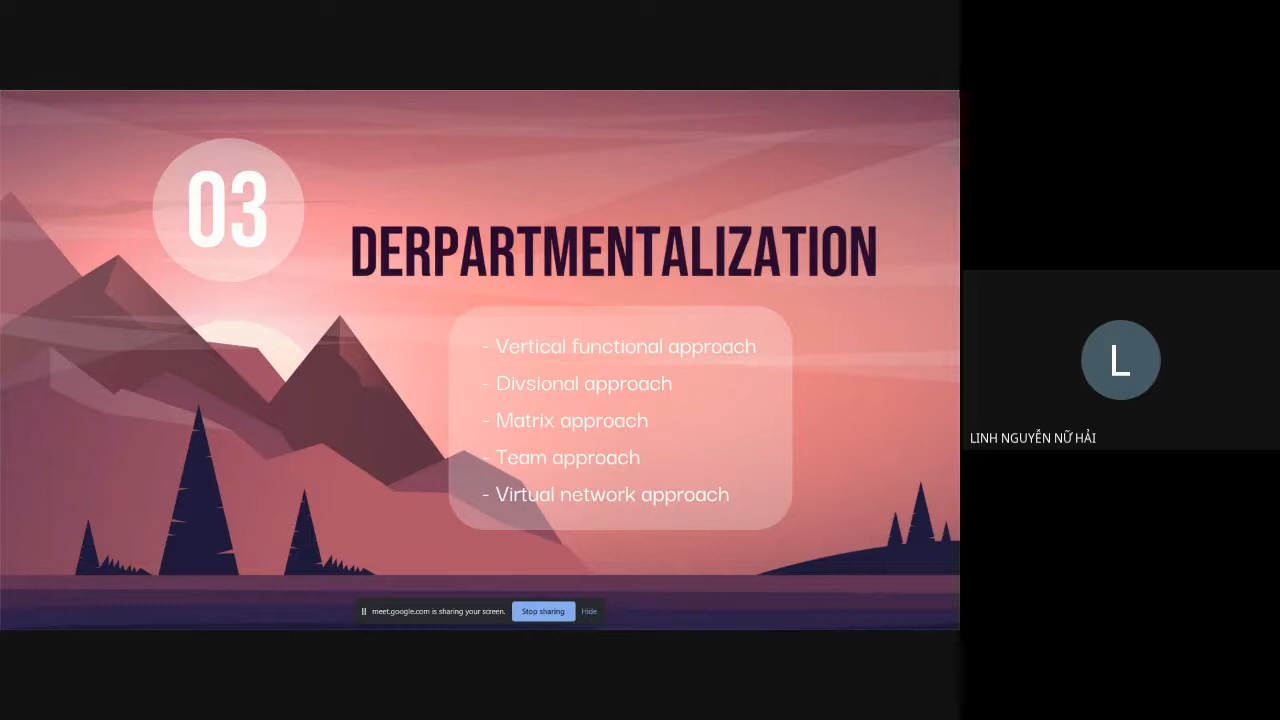 03
DERPARTMENTALIZATION
- Vertical functional approach
- Divsional approach
- Matrix approach
- Team approach
- Virtual network approach
meet.google.com is sharing your screen. Stop sharing Hide
L
LINH NGUYỄN NỮ HẢI